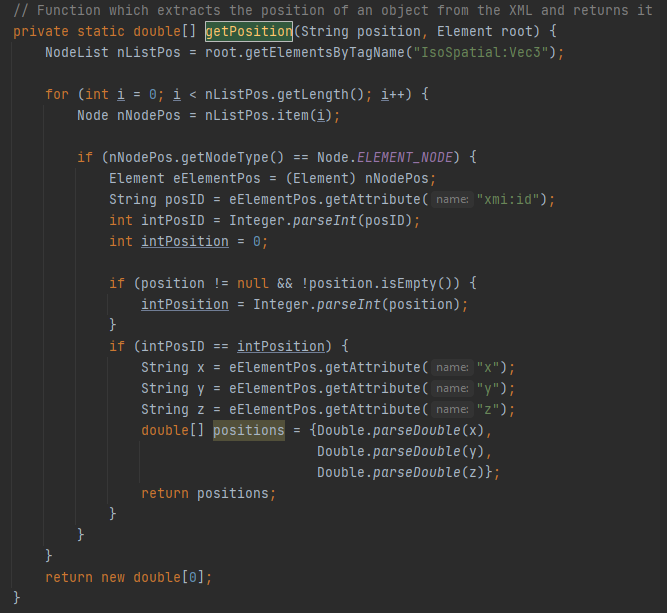 // Function which extracts the position of an object from the XML and returns it
private static double[] getPosition(String position, Element root) {
    NodeList nListPos = root.getElementsByTagName("IsoSpatial:Vec3");

    for (int i = 0; i < nListPos.getLength(); i++) {
        Node nNodePos = nListPos.item(i);

        if (nNodePos.getNodeType() == Node.ELEMENT_NODE) {
            Element eElementPos = (Element) nNodePos;
            String posID = eElementPos.getAttribute( name: "xmi:id");
            int intPosID = Integer.parseInt(posID);
            int intPosition = 0;

            if (position != null && !position.isEmpty()) {
                intPosition = Integer.parseInt(position);
            }
            if (intPosID == intPosition) {
                String x = eElementPos.getAttribute( name: "x");
                String y = eElementPos.getAttribute( name: "y");
                String z = eElementPos.getAttribute( name: "z");
                double[] positions = {Double.parseDouble(x),
                                      Double.parseDouble(y),
                                      Double.parseDouble(z)};
                return positions;
            }
        }
    }
    return new double[0];
}